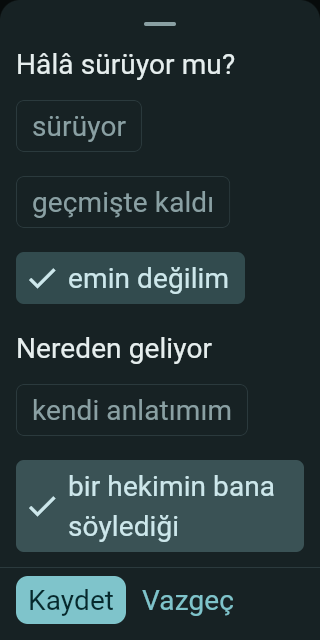 Hâlâ sürüyor mu?
sürüyor
geçmişte kaldı
emin değilim
Nereden geliyor
kendi anlatımım
bir hekimin bana
söylediği
Kaydet Vazgeç